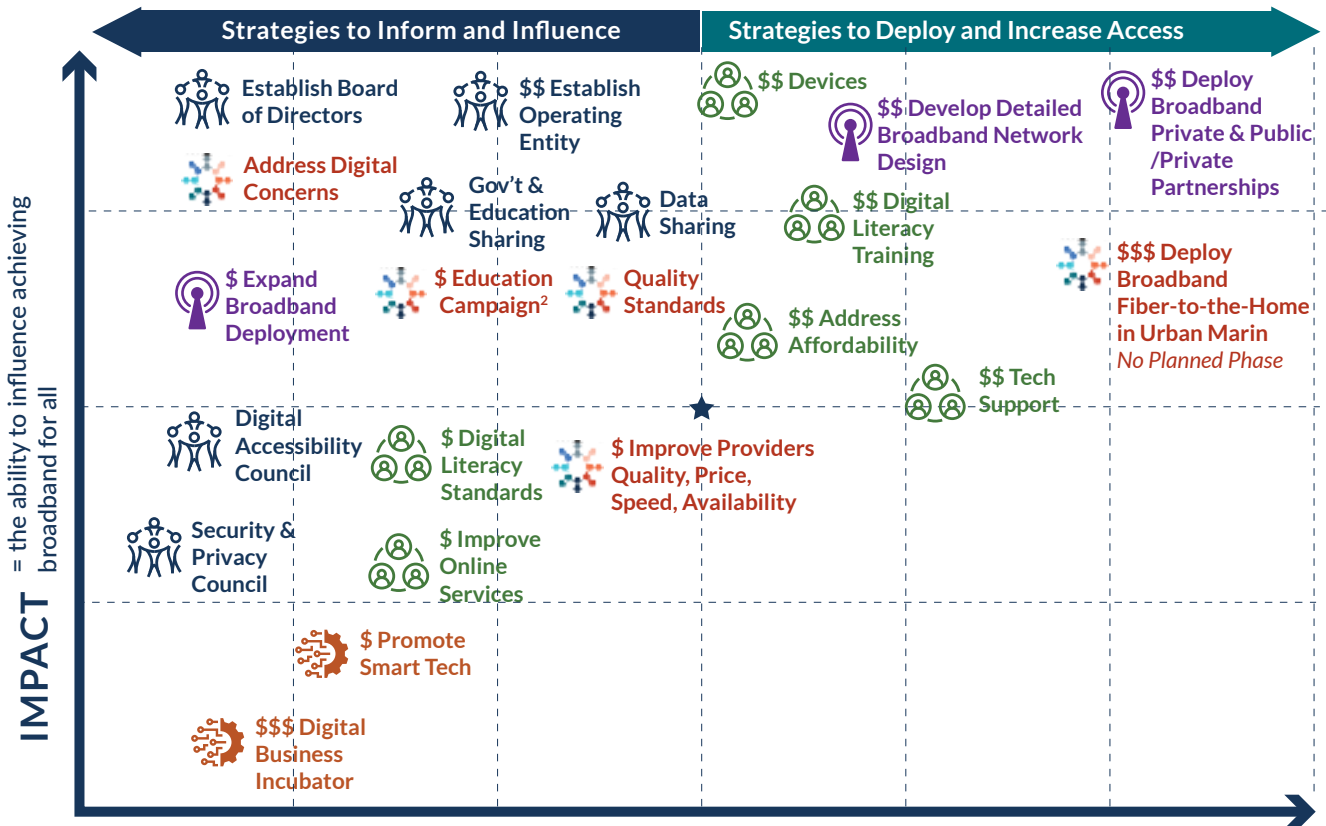 Strategies to Inform and Influence
Strategies to Deploy and Increase Access
Establish Board
of Directors
$$ Establish
Operating
Entity
$$ Devices
$$ Develop Detailed
Broadband Network
Design
$$ Deploy
Broadband
Private & Public
/Private
Partnerships
Address Digital
Concerns
Gov’t &
Education
Sharing
Data
Sharing
$$ Digital
Literacy
Training
$ Expand
Broadband
Deployment
$ Education
Campaign²
Quality
Standards
$$ Address
Affordability
$$$ Deploy
Broadband
Fiber-to-the-Home
in Urban Marin
No Planned Phase
$$ Tech
Support
Digital
Accessibility
Council
$ Digital
Literacy
Standards
$ Improve Providers
Quality, Price,
Speed, Availability
Security &
Privacy
Council
$ Improve
Online
Services
$ Promote
Smart Tech
$$$ Digital
Business
Incubator
IMPACT
= the ability to influence achieving
broadband for all